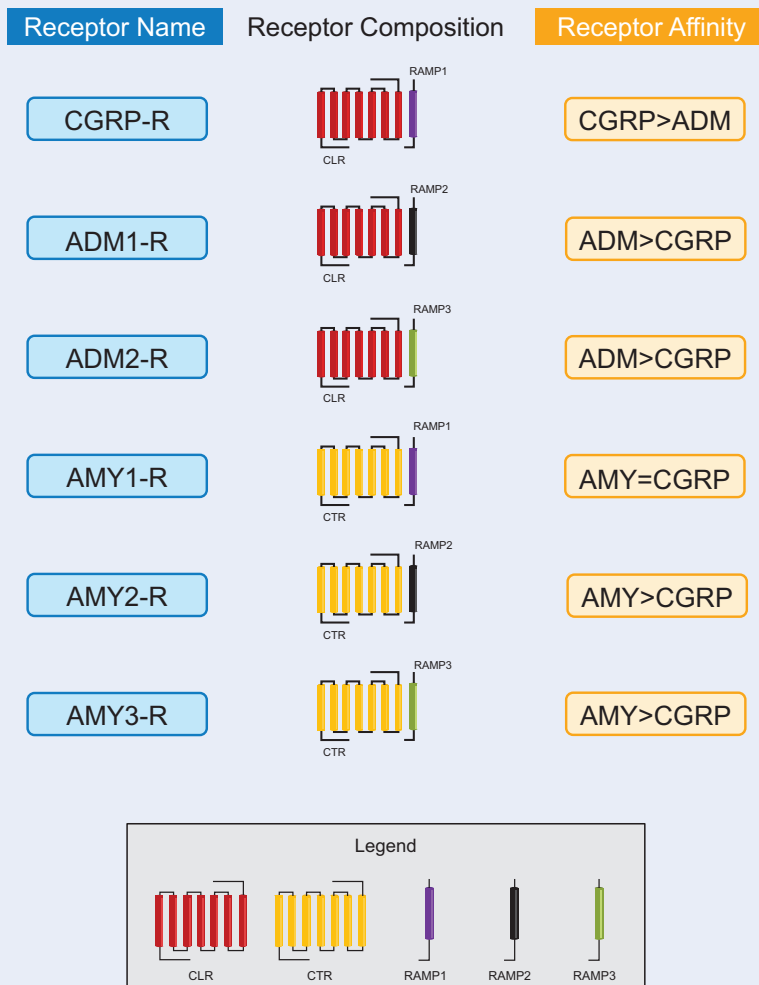 Receptor Name Receptor Composition Receptor Affinity
RAMP1
CGRP-R CGRP>ADM
CLR
RAMP2
ADM1-R ADM>CGRP
CLR
RAMP3
ADM2-R ADM>CGRP
CLR
RAMP1
AMY1-R AMY=CGRP
CTR
RAMP2
AMY2-R AMY>CGRP
CTR
RAMP3
AMY3-R AMY>CGRP
CTR
Legend
CLR CTR RAMP1 RAMP2 RAMP3